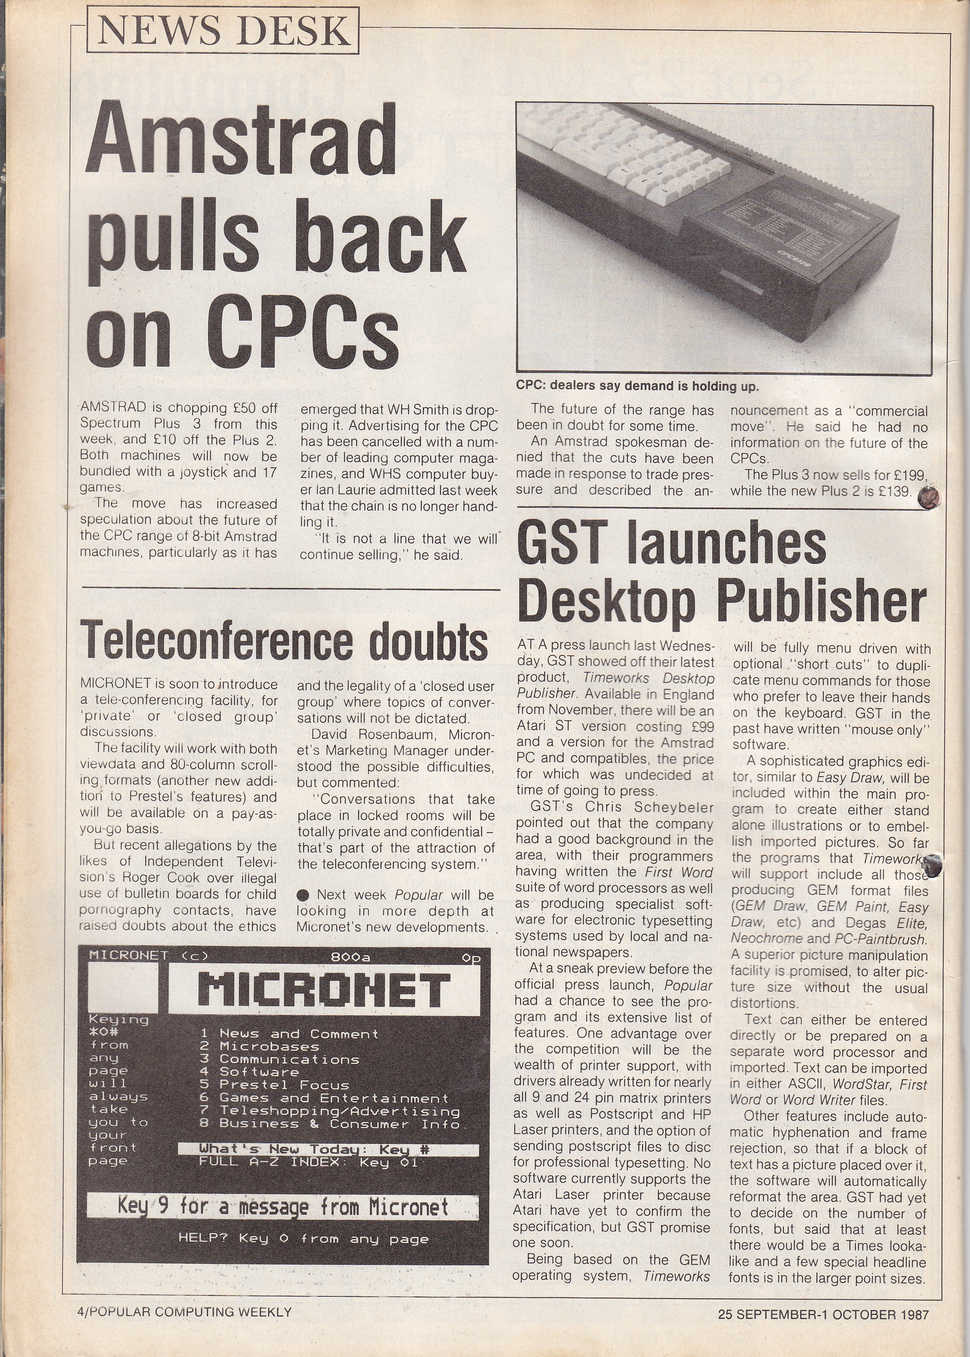 NEWS DESK
Amstrad
pulls back
on CPCs
AMSTRAD is chopping £50 off
Spectrum Plus 3 from this
week, and £10 off the Plus 2.
Both machines will now be
bundled with a joystick and 17
games.
The move has increased
speculation about the future of
the CPC range of 8-bit Amstrad
machines, particularly as it has
emerged that WH Smith is drop-
ping it. Advertising for the CPC
has been cancelled with a num-
ber of leading computer maga-
zines, and WHS computer buy-
er Ian Laurie admitted last week
that the chain is no longer hand-
ling it.
"It is not a line that we will
continue selling," he said.
CPC: dealers say demand is holding up.
The future of the range has
been in doubt for some time.
An Amstrad spokesman de-
nied that the cuts have been
made in response to trade pres-
sure and described the an-
nouncement as a "commercial
move". He said he had no
information on the future of the
CPCs.
The Plus 3 now sells for £199,
while the new Plus 2 is £139.
Teleconference doubts
MICRONET is soon to introduce
a tele-conferencing facility, for
'private' or 'closed group'
discussions.
The facility will work with both
viewdata and 80-column scroll-
ing formats (another new addi-
tion to Prestel's features) and
will be available on a pay-as-
you-go basis.
But recent allegations by the
likes of Independent Televi-
sion's Roger Cook over illegal
use of bulletin boards for child
pornography contacts, have
raised doubts about the ethics
and the legality of a 'closed user
group' where topics of conver-
sations will not be dictated.
David Rosenbaum, Micron-
et's Marketing Manager under-
stood the possible difficulties,
but commented:
"Conversations that take
place in locked rooms will be
totally private and confidential –
that's part of the attraction of
the teleconferencing system."
● Next week Popular will be
looking in more depth at
Micronet's new developments.
MICRONET (c) 800a 0p
MICRONET
Keying
*0#
from
any
page
will
always
take
you to
your
front
page
1 News and Comment
2 Microbases
3 Communications
4 Software
5 Prestel Focus
6 Games and Entertainment
7 Teleshopping/Advertising
8 Business & Consumer Info.
What's New Today: Key #
FULL A-Z INDEX: Key 01
Key 9 for a message from Micronet
HELP? Key 0 from any page
GST launches
Desktop Publisher
AT A press launch last Wednes-
day, GST showed off their latest
product, Timeworks Desktop
Publisher. Available in England
from November, there will be an
Atari ST version costing £99
and a version for the Amstrad
PC and compatibles, the price
for which was undecided at
time of going to press.
GST's Chris Scheybeler
pointed out that the company
had a good background in the
area, with their programmers
having written the First Word
suite of word processors as well
as producing specialist soft-
ware for electronic typesetting
systems used by local and na-
tional newspapers.
At a sneak preview before the
official press launch, Popular
had a chance to see the pro-
gram and its extensive list of
features. One advantage over
the competition will be the
wealth of printer support, with
drivers already written for nearly
all 9 and 24 pin matrix printers
as well as Postscript and HP
Laser printers, and the option of
sending postscript files to disc
for professional typesetting. No
software currently supports the
Atari Laser printer because
Atari have yet to confirm the
specification, but GST promise
one soon.
Being based on the GEM
operating system, Timeworks
will be fully menu driven with
optional "short cuts" to dupli-
cate menu commands for those
who prefer to leave their hands
on the keyboard. GST in the
past have written "mouse only"
software.
A sophisticated graphics edi-
tor, similar to Easy Draw, will be
included within the main pro-
gram to create either stand
alone illustrations or to embel-
lish imported pictures. So far
the programs that Timeworks
will support include all those
producing GEM format files
(GEM Draw, GEM Paint, Easy
Draw, etc) and Degas Elite,
Neochrome and PC-Paintbrush.
A superior picture manipulation
facility is promised, to alter pic-
ture size without the usual
distortions.
Text can either be entered
directly or be prepared on a
separate word processor and
imported. Text can be imported
in either ASCII, WordStar, First
Word or Word Writer files.
Other features include auto-
matic hyphenation and frame
rejection, so that if a block of
text has a picture placed over it,
the software will automatically
reformat the area. GST had yet
to decide on the number of
fonts, but said that at least
there would be a Times looka-
like and a few special headline
fonts is in the larger point sizes.
4/POPULAR COMPUTING WEEKLY
25 SEPTEMBER-1 OCTOBER 1987